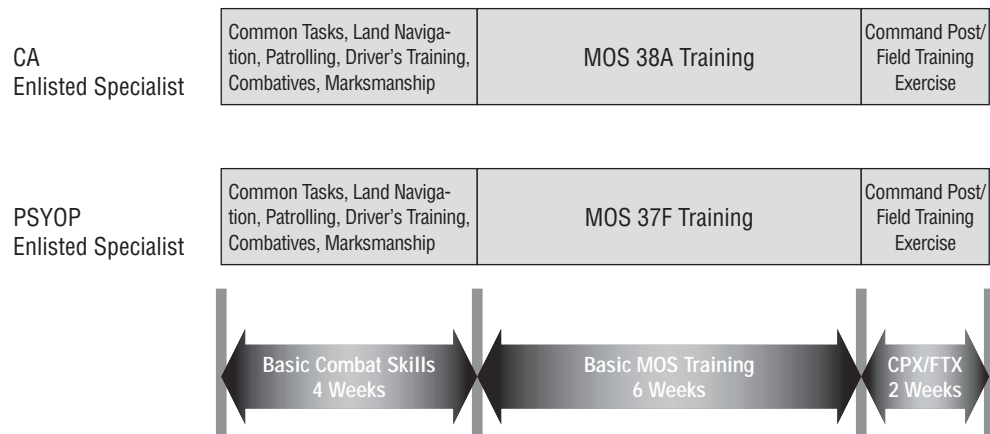 CA
Enlisted Specialist
Common Tasks, Land Naviga-
tion, Patrolling, Driver's Training,
Combatives, Marksmanship
MOS 38A Training
Command Post/
Field Training
Exercise
PSYOP
Enlisted Specialist
Common Tasks, Land Naviga-
tion, Patrolling, Driver's Training,
Combatives, Marksmanship
MOS 37F Training
Command Post/
Field Training
Exercise
Basic Combat Skills
4 Weeks
Basic MOS Training
6 Weeks
CPX/FTX
2 Weeks